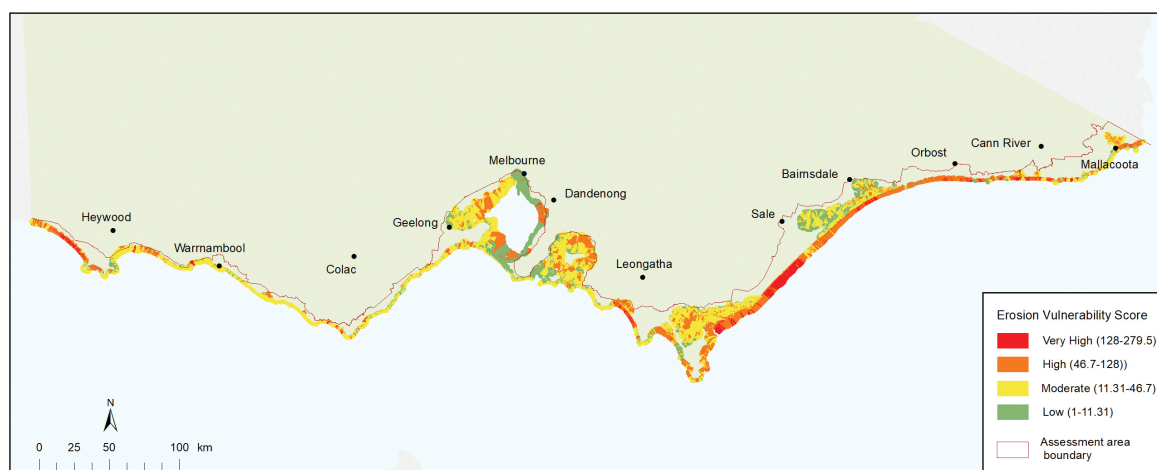 Melbourne
Dandenong
Geelong
Heywood
Warrnambool
Colac
Leongatha
Sale
Bairnsdale
Orbost
Cann River
Mallacoota
N
0 25 50 100 km
Erosion Vulnerability Score
Very High (128-279.5)
High (46.7-128))
Moderate (11.31-46.7)
Low (1-11.31)
Assessment area
boundary